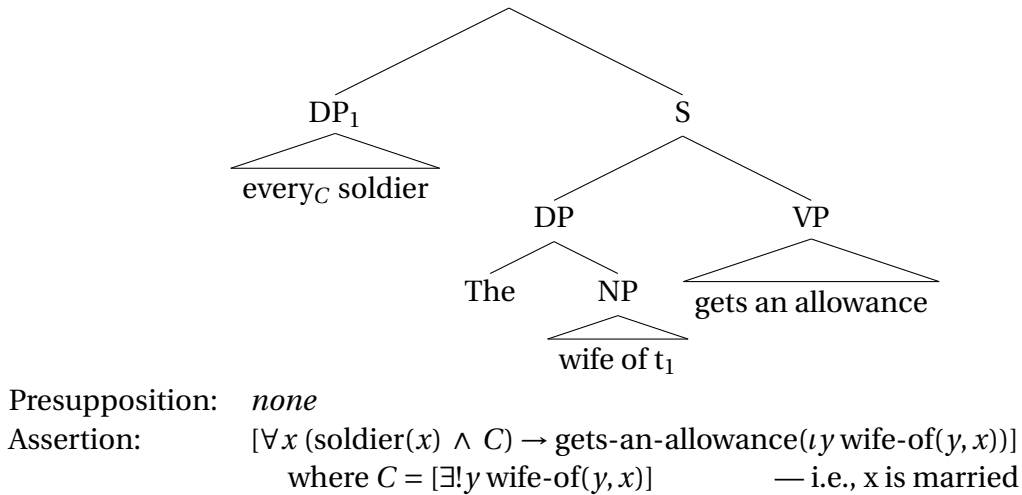 DP₁ S
every_C soldier
DP VP
The NP gets an allowance
wife of t₁
Presupposition: none
Assertion: [∀x (soldier(x) ∧ C) → gets-an-allowance(ιy wife-of(y, x))]
where C = [∃!y wife-of(y, x)] — i.e., x is married